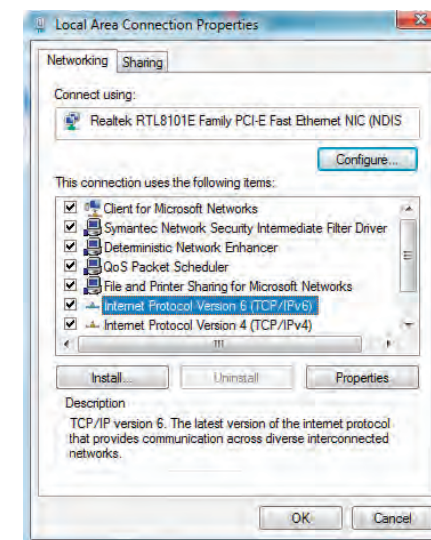 Local Area Connection Properties
Networking
Sharing
Connect using:
Realtek RTL8101E Family PCI-E Fast Ethernet NIC (NDIS
Configure...
This connection uses the following items:
Client for Microsoft Networks
Symantec Network Security Intermediate Filter Driver
Deterministic Network Enhancer
QoS Packet Scheduler
File and Printer Sharing for Microsoft Networks
Internet Protocol Version 6 (TCP/IPv6)
Internet Protocol Version 4 (TCP/IPv4)
Install...
Uninstall
Properties
Description
TCP/IP version 6. The latest version of the internet protocol
that provides communication across diverse interconnected
networks.
OK
Cancel